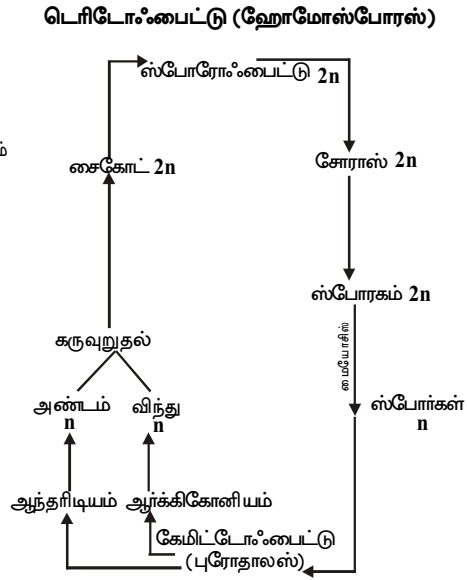 டெரிடோஃபைட்டு (ஹோமோஸ்போரஸ்)
ஸ்போரோஃபைட்டு 2n
ம்
சைகோட் 2n
சோராஸ் 2n
ஸ்போரகம் 2n
மையோசிஸ்
கருவுறுதல்
அண்டம்
n
விந்து
n
ஸ்போர்கள்
n
ஆந்தரிடியம்
ஆர்க்கிகோனியம்
கேமிட்டோஃபைட்டு
(புரோதாலஸ்)